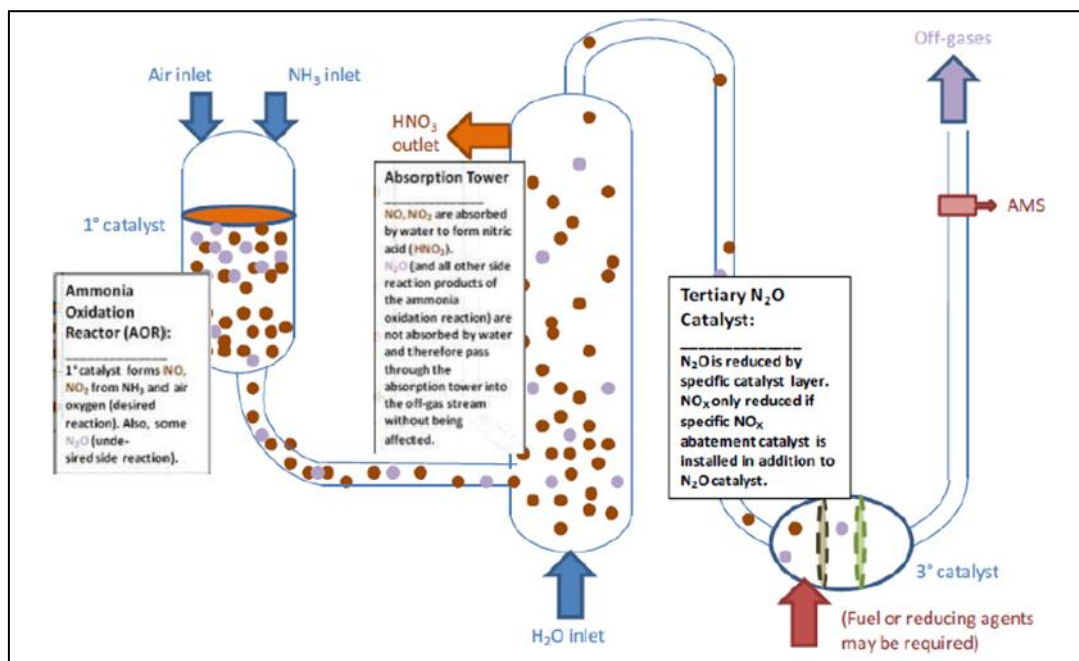 Off-gases
Air inlet
NH₃ inlet
HNO₃
outlet
Absorption Tower
NO, NO₂ are absorbed
by water to form nitric
acid (HNO₃).
N₂O (and all other side
reaction products of
the ammonia
oxidation reaction) are
not absorbed by water
and therefore pass
through the
absorption tower into
the off-gas stream
without being
affected.
AMS
1° catalyst
Ammonia
Oxidation
Reactor (AOR):
1° catalyst forms NO,
NO₂ from NH₃ and air
oxygen (desired
reaction). Also, some
N₂O (unde-
sired side reaction).
Tertiary N₂O
Catalyst:
N₂O is reduced by
specific catalyst layer.
NOₓ only reduced if
specific NOₓ
abatement catalyst is
installed in addition to
N₂O catalyst.
3° catalyst
H₂O inlet
(Fuel or reducing agents
may be required)